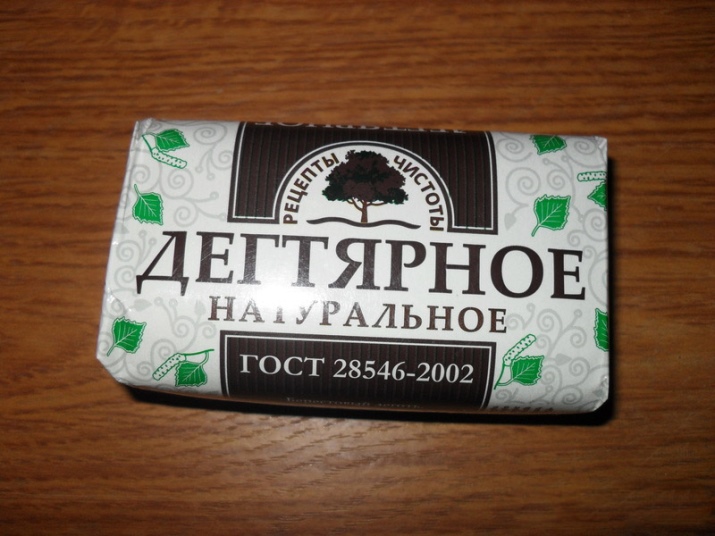 РЕЦЕПТЫ ЧИСТОТЫ
ДЕГТЯРНОЕ
НАТУРАЛЬНОЕ
ГОСТ 28546-2002